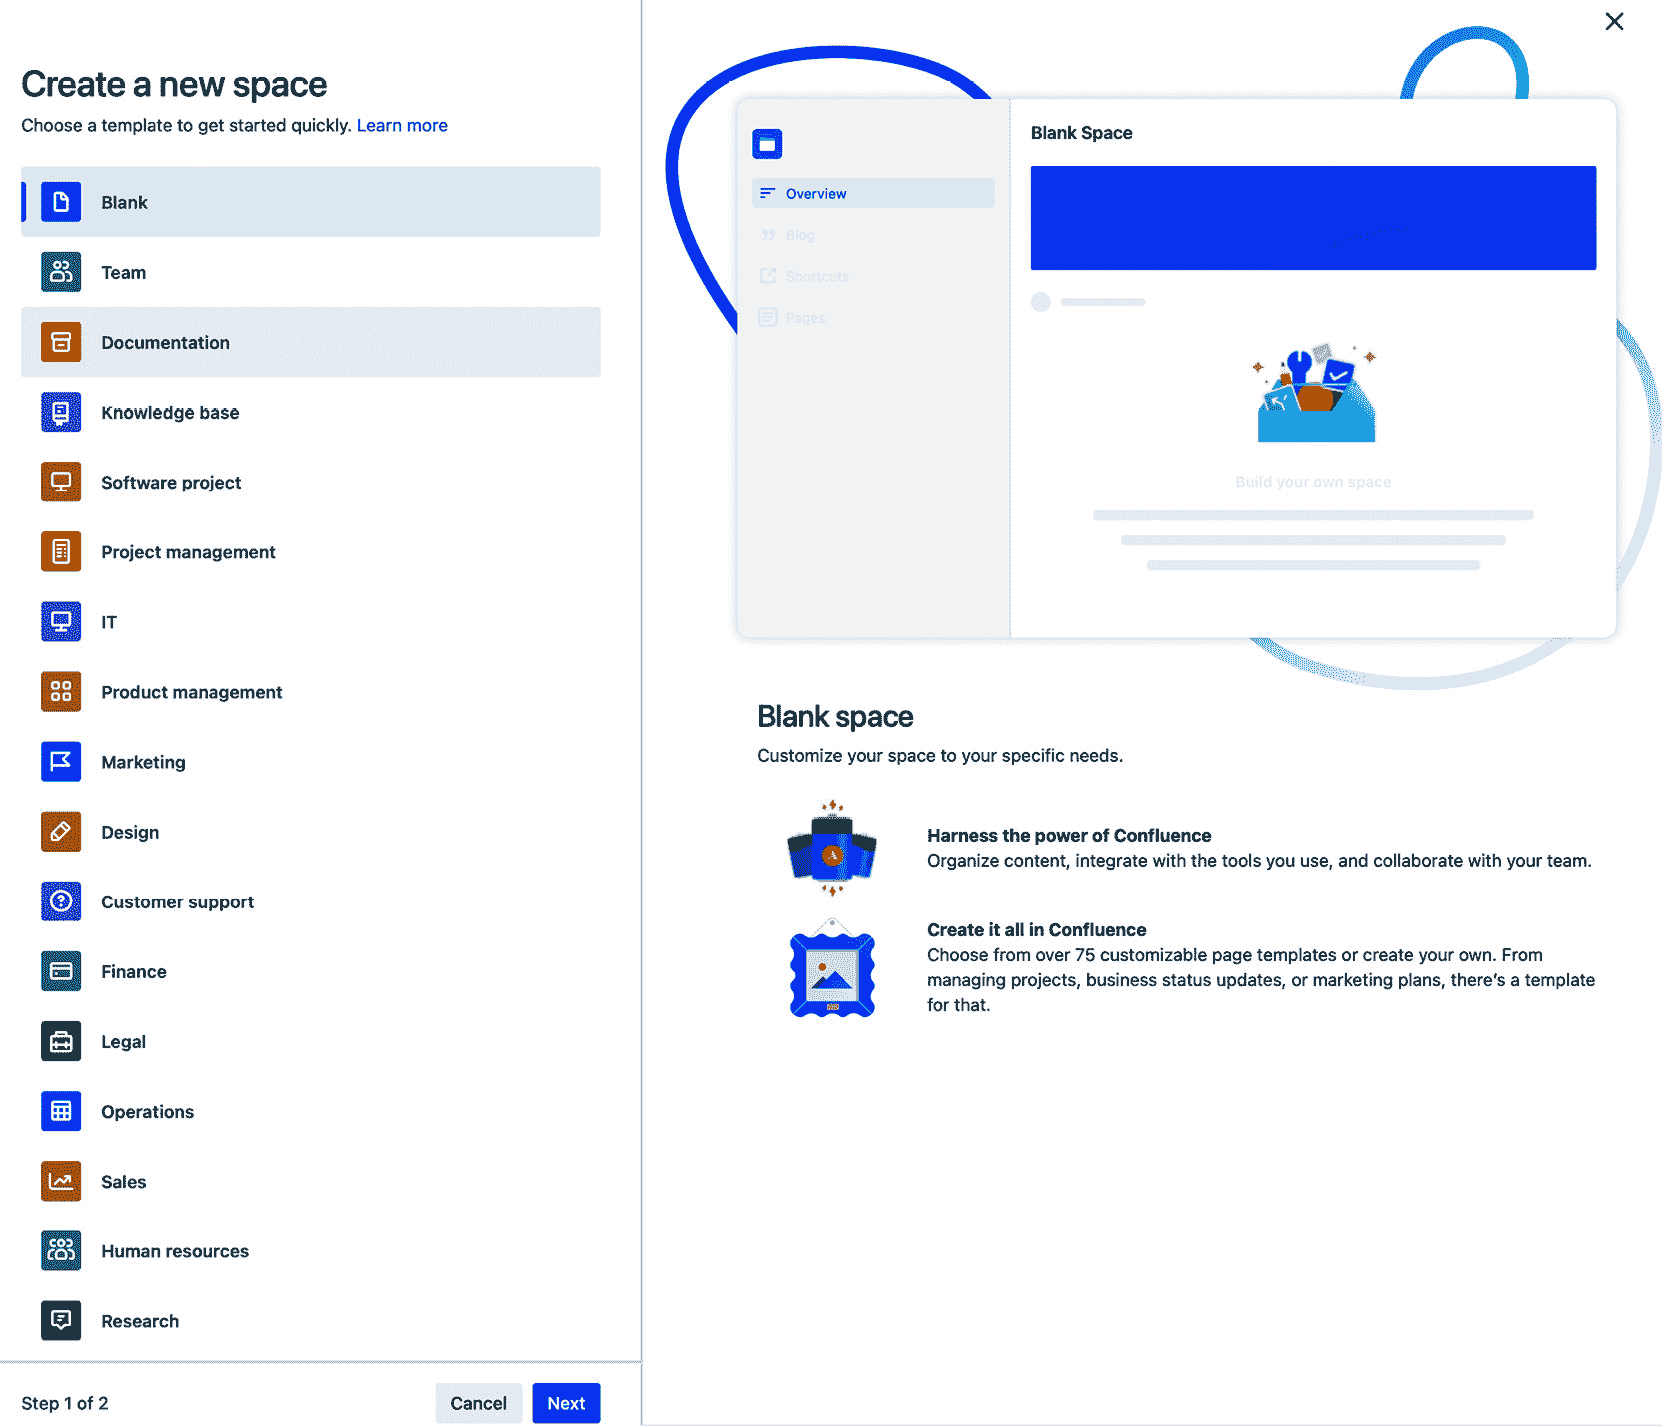 Create a new space
Choose a template to get started quickly. Learn more
Blank
Team
Documentation
Knowledge base
Software project
Project management
IT
Product management
Marketing
Design
Customer support
Finance
Legal
Operations
Sales
Human resources
Research
Step 1 of 2
Cancel
Next
Blank Space
Overview
Blog
Shortcuts
Pages
Build your own space
Blank space
Customize your space to your specific needs.
Harness the power of Confluence
Organize content, integrate with the tools you use, and collaborate with your team.
Create it all in Confluence
Choose from over 75 customizable page templates or create your own. From
managing projects, business status updates, or marketing plans, there's a template
for that.